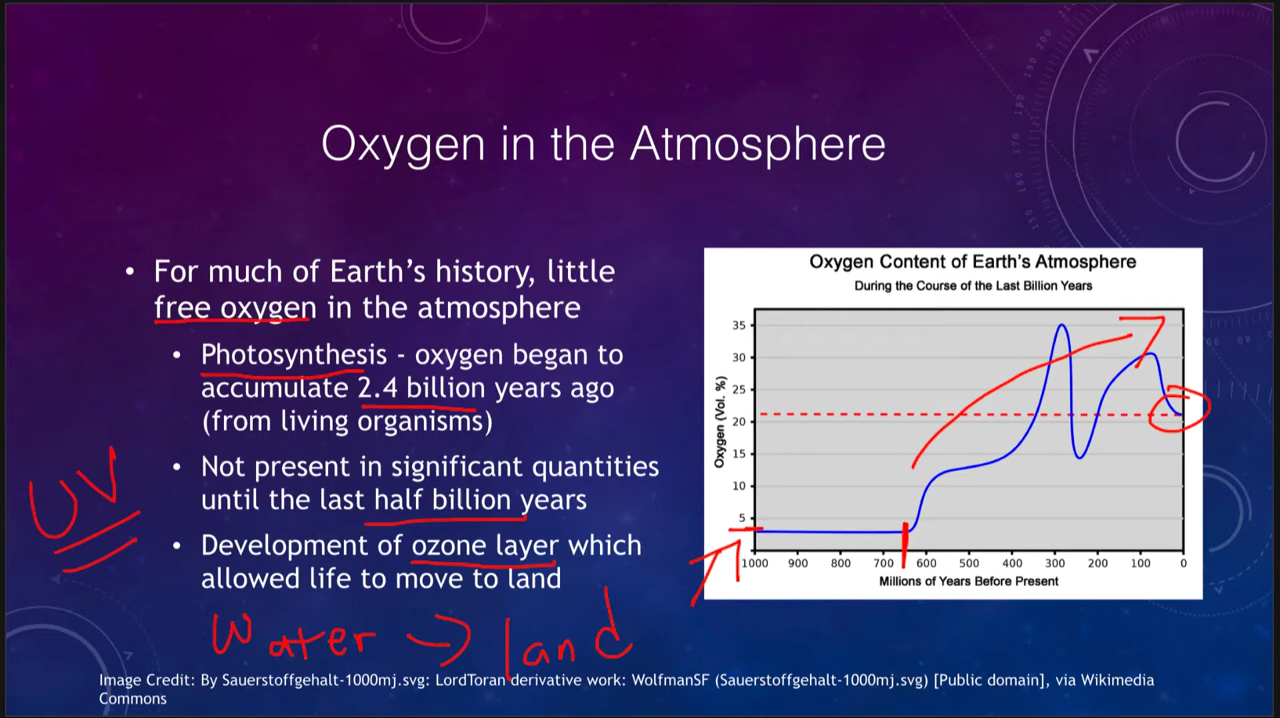 Oxygen in the Atmosphere
• For much of Earth's history, little
free oxygen in the atmosphere
• Photosynthesis - oxygen began to
accumulate 2.4 billion years ago
(from living organisms)
• Not present in significant quantities
until the last half billion years
• Development of ozone layer which
allowed life to move to land
UV
Water → land
Oxygen Content of Earth's Atmosphere
During the Course of the Last Billion Years
Oxygen (Vol. %)
35
30
25
20
15
10
5
1000 900 800 700 600 500 400 300 200 100 0
Millions of Years Before Present
Image Credit: By Sauerstoffgehalt-1000mj.svg: LordToran derivative work: WolfmanSF (Sauerstoffgehalt-1000mj.svg) [Public domain], via Wikimedia
Commons